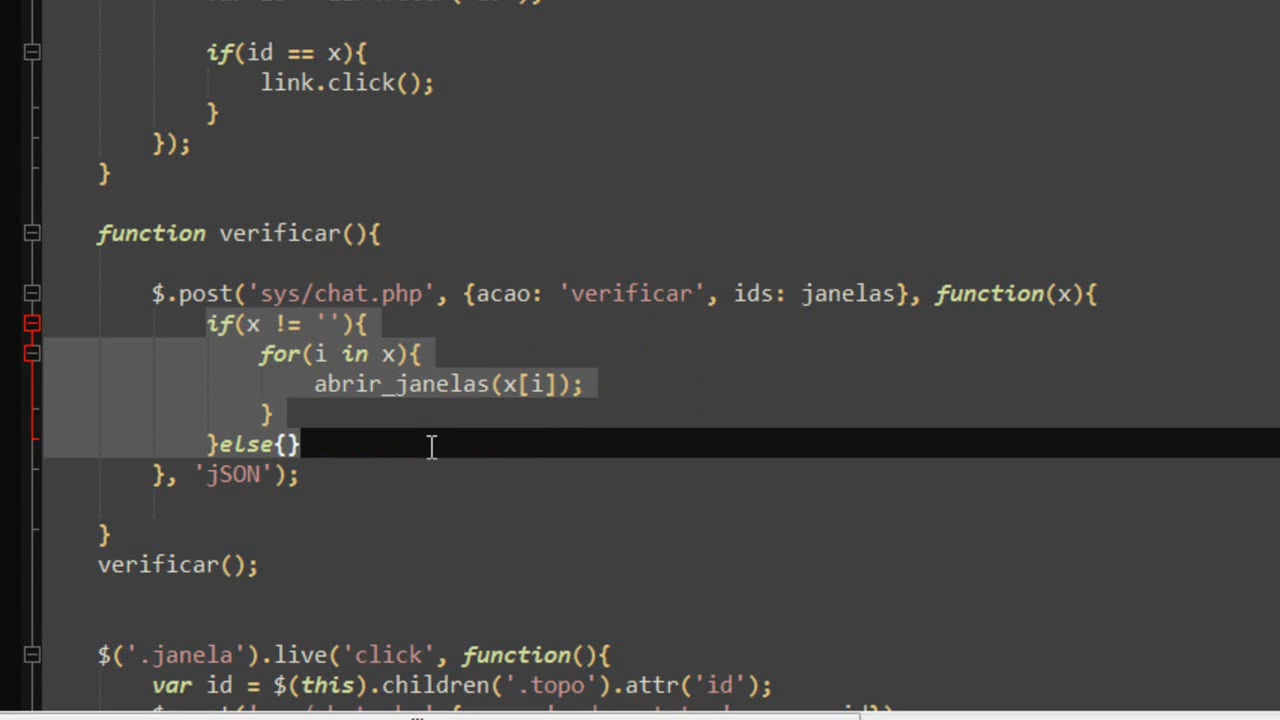 if(id == x){
link.click();
}
});
}
function verificar(){
$.post('sys/chat.php', {acao: 'verificar', ids: janelas}, function(x){
if(x != ''){
for(i in x){
abrir_janelas(x[i]);
}
}else{}
}, 'jSON');
}
verificar();
$('.janela').live('click', function(){
var id = $(this).children('.topo').attr('id');